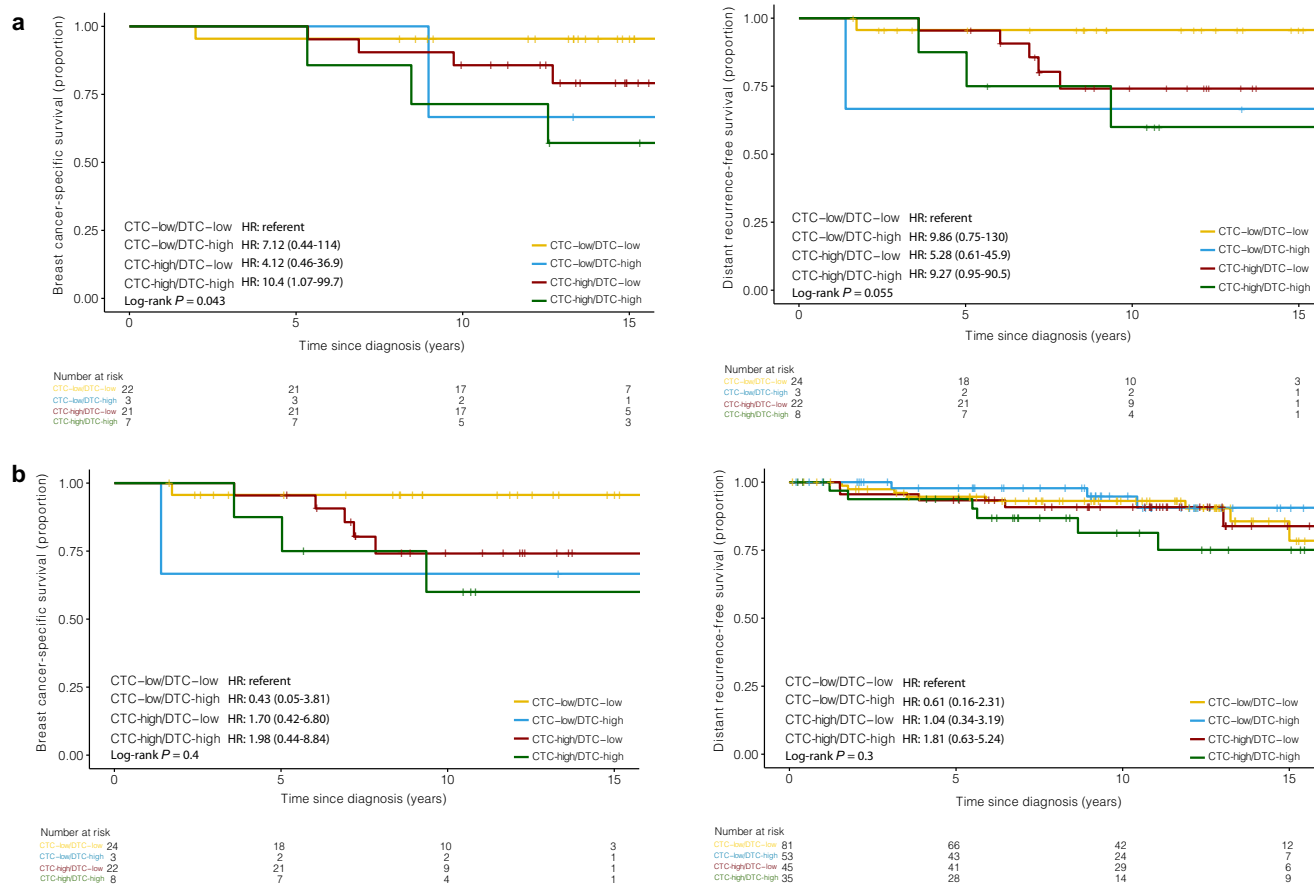 a
Breast cancer-specific survival (proportion)
1.00
0.75
0.50
0.25
0.00
CTC-low/DTC-low HR: referent
CTC-low/DTC-high HR: 7.12 (0.44-114)
CTC-high/DTC-low HR: 4.12 (0.46-36.9)
CTC-high/DTC-high HR: 10.4 (1.07-99.7)
Log-rank P = 0.043
CTC-low/DTC-low
CTC-low/DTC-high
CTC-high/DTC-low
CTC-high/DTC-high
0 5 10 15
Time since diagnosis (years)
Number at risk
CTC-low/DTC-low 22 21 17 7
CTC-low/DTC-high 3 3 2 1
CTC-high/DTC-low 21 21 17 5
CTC-high/DTC-high 7 7 5 3
Distant recurrence-free survival (proportion)
1.00
0.75
0.50
0.25
0.00
CTC-low/DTC-low HR: referent
CTC-low/DTC-high HR: 9.86 (0.75-130)
CTC-high/DTC-low HR: 5.28 (0.61-45.9)
CTC-high/DTC-high HR: 9.27 (0.95-90.5)
Log-rank P = 0.055
CTC-low/DTC-low
CTC-low/DTC-high
CTC-high/DTC-low
CTC-high/DTC-high
0 5 10 15
Time since diagnosis (years)
Number at risk
CTC-low/DTC-low 24 18 10 3
CTC-low/DTC-high 3 2 2 1
CTC-high/DTC-low 22 21 9 1
CTC-high/DTC-high 8 7 4 1
b
Breast cancer-specific survival (proportion)
1.00
0.75
0.50
0.25
0.00
CTC-low/DTC-low HR: referent
CTC-low/DTC-high HR: 0.43 (0.05-3.81)
CTC-high/DTC-low HR: 1.70 (0.42-6.80)
CTC-high/DTC-high HR: 1.98 (0.44-8.84)
Log-rank P = 0.4
CTC-low/DTC-low
CTC-low/DTC-high
CTC-high/DTC-low
CTC-high/DTC-high
0 5 10 15
Time since diagnosis (years)
Number at risk
CTC-low/DTC-low 24 18 10 3
CTC-low/DTC-high 3 2 2 1
CTC-high/DTC-low 22 21 9 1
CTC-high/DTC-high 8 7 4 1
Distant recurrence-free survival (proportion)
1.00
0.75
0.50
0.25
0.00
CTC-low/DTC-low HR: referent
CTC-low/DTC-high HR: 0.61 (0.16-2.31)
CTC-high/DTC-low HR: 1.04 (0.34-3.19)
CTC-high/DTC-high HR: 1.81 (0.63-5.24)
Log-rank P = 0.3
CTC-low/DTC-low
CTC-low/DTC-high
CTC-high/DTC-low
CTC-high/DTC-high
0 5 10 15
Time since diagnosis (years)
Number at risk
CTC-low/DTC-low 81 66 42 12
CTC-low/DTC-high 53 43 24 7
CTC-high/DTC-low 45 41 29 6
CTC-high/DTC-high 35 28 14 9